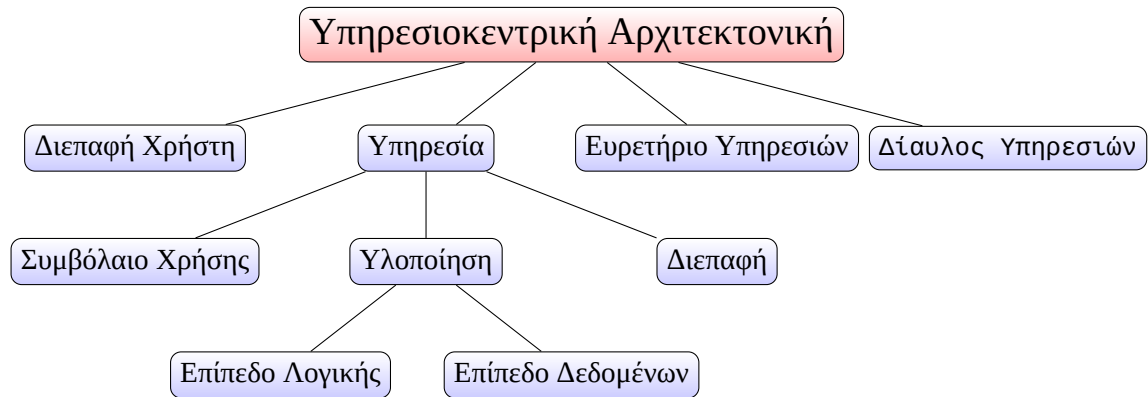 Υπηρεσιοκεντρική Αρχιτεκτονική
Διεπαφή Χρήστη
Υπηρεσία
Ευρετήριο Υπηρεσιών
Δίαυλος Υπηρεσιών
Συμβόλαιο Χρήσης
Υλοποίηση
Διεπαφή
Επίπεδο Λογικής
Επίπεδο Δεδομένων